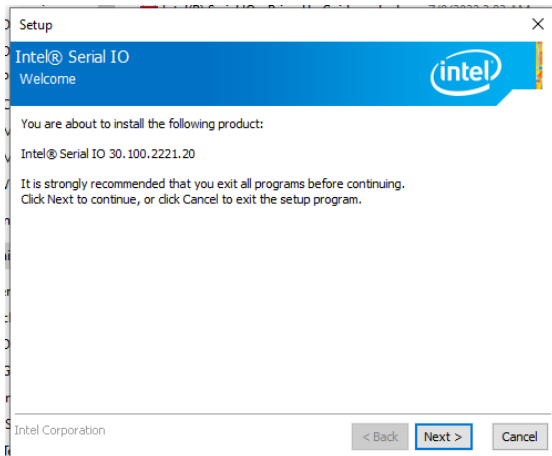 Setup
Intel® Serial IO
Welcome
intel
You are about to install the following product:
Intel® Serial IO 30.100.2221.20
It is strongly recommended that you exit all programs before continuing.
Click Next to continue, or click Cancel to exit the setup program.
Intel Corporation
< Back Next > Cancel